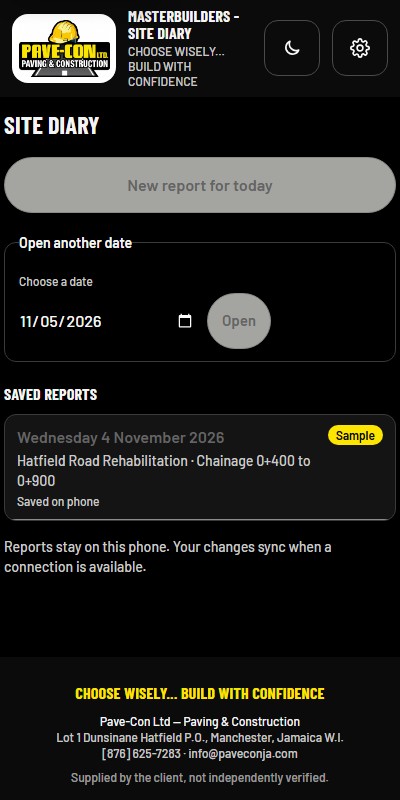 PAVE-CON LTD.
PAVING & CONSTRUCTION
MASTERBUILDERS -
SITE DIARY
CHOOSE WISELY...
BUILD WITH
CONFIDENCE
SITE DIARY
New report for today
Open another date
Choose a date
11/05/2026
Open
SAVED REPORTS
Wednesday 4 November 2026
Sample
Hatfield Road Rehabilitation · Chainage 0+400 to
0+900
Saved on phone
Reports stay on this phone. Your changes sync when a
connection is available.
CHOOSE WISELY... BUILD WITH CONFIDENCE
Pave-Con Ltd — Paving & Construction
Lot 1 Dunsinane Hatfield P.O., Manchester, Jamaica W.I.
[876] 625-7283 · info@paveconja.com
Supplied by the client, not independently verified.